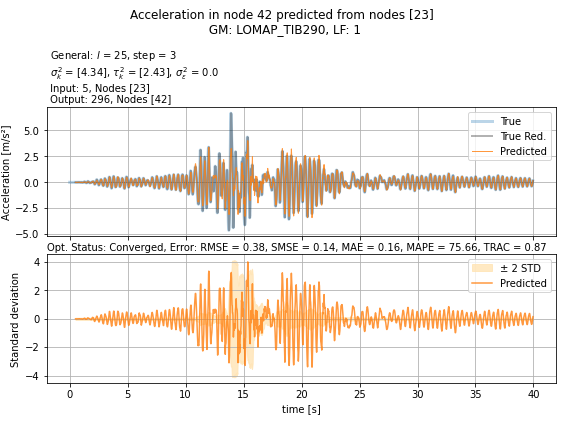 Acceleration in node 42 predicted from nodes [23]
GM: LOMAP_TIB290, LF: 1
General: l = 25, step = 3
σ²ₖ = [4.34], τ²ₖ = [2.43], σ²ε = 0.0
Input: 5, Nodes [23]
Output: 296, Nodes [42]
Acceleration [m/s²]
5.0
2.5
0.0
−2.5
−5.0
True
True Red.
Predicted
Opt. Status: Converged, Error: RMSE = 0.38, SMSE = 0.14, MAE = 0.16, MAPE = 75.66, TRAC = 0.87
Standard deviation
4
2
0
−2
−4
± 2 STD
Predicted
0 5 10 15 20 25 30 35 40
time [s]